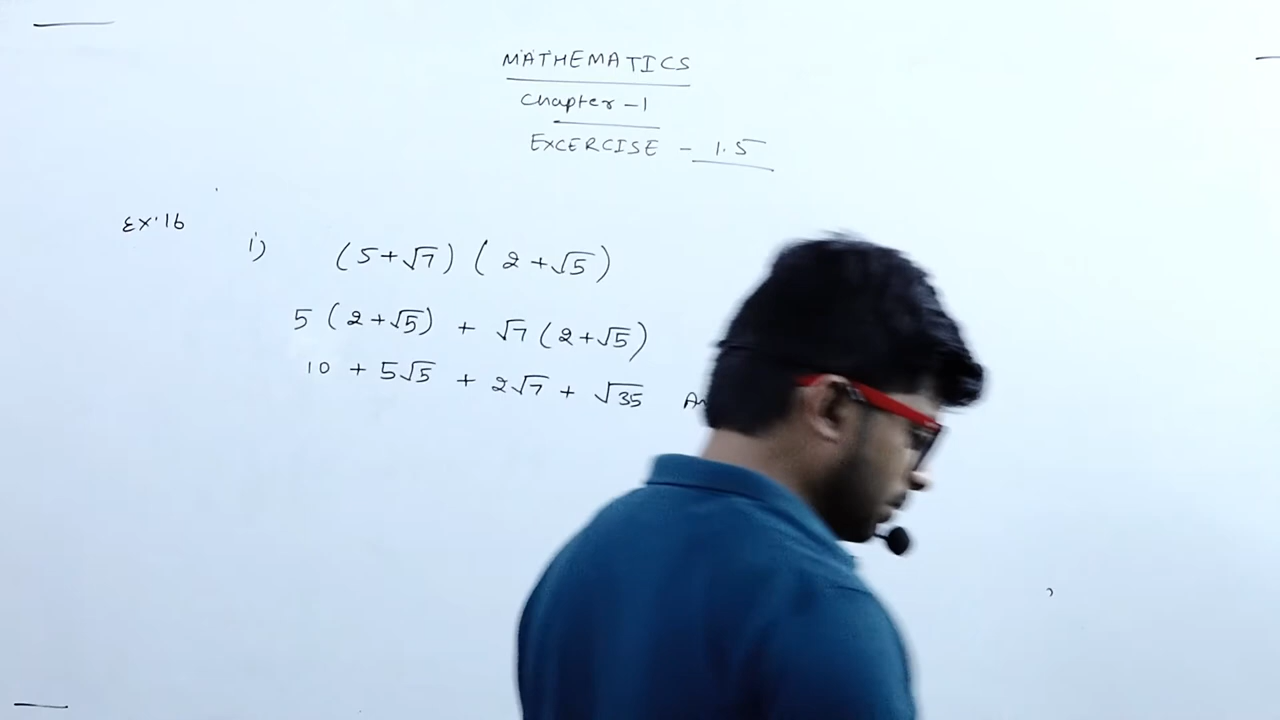 MATHEMATICS
Chapter - 1
EXCERCISE - 1.5
Ex. 16
i) (5+√7) (2+√5)
5 (2+√5) + √7 (2+√5)
10 + 5√5 + 2√7 + √35